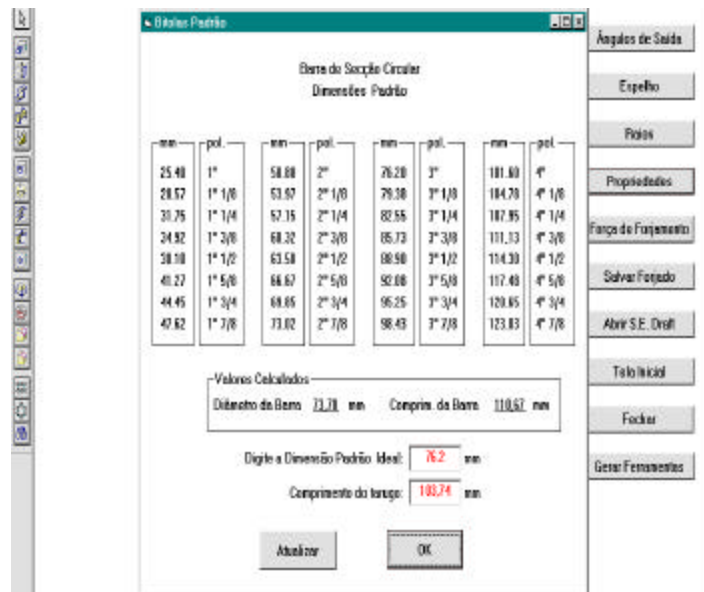 Bitolas Padrão
Barra de Secção Circular
Dimensões Padrão
mm pol. mm pol. mm pol. mm pol.
25.40 1" 50.80 2" 76.20 3" 101.60 4"
28.57 1" 1/8 53.97 2" 1/8 79.38 3" 1/8 104.78 4" 1/8
31.75 1" 1/4 57.15 2" 1/4 82.55 3" 1/4 107.95 4" 1/4
34.92 1" 3/8 60.32 2" 3/8 85.73 3" 3/8 111.13 4" 3/8
38.10 1" 1/2 63.50 2" 1/2 88.90 3" 1/2 114.30 4" 1/2
41.27 1" 5/8 66.67 2" 5/8 92.08 3" 5/8 117.48 4" 5/8
44.45 1" 3/4 69.85 2" 3/4 95.25 3" 3/4 120.65 4" 3/4
47.62 1" 7/8 73.02 2" 7/8 98.43 3" 7/8 123.83 4" 7/8
Valores Calculados
Diâmetro da Barra 73,78 mm Comprim. da Barra 110,67 mm
Digite a Dimensão Padrão Ideal: 76.2 mm
Comprimento do tarugo: 103,74 mm
Atualizar OK
Ângulos de Saída
Espelho
Raios
Propriedades
Força de Forjamento
Salvar Forjado
Abrir S.E. Draft
Tela Inicial
Fechar
Gerar Ferramentas